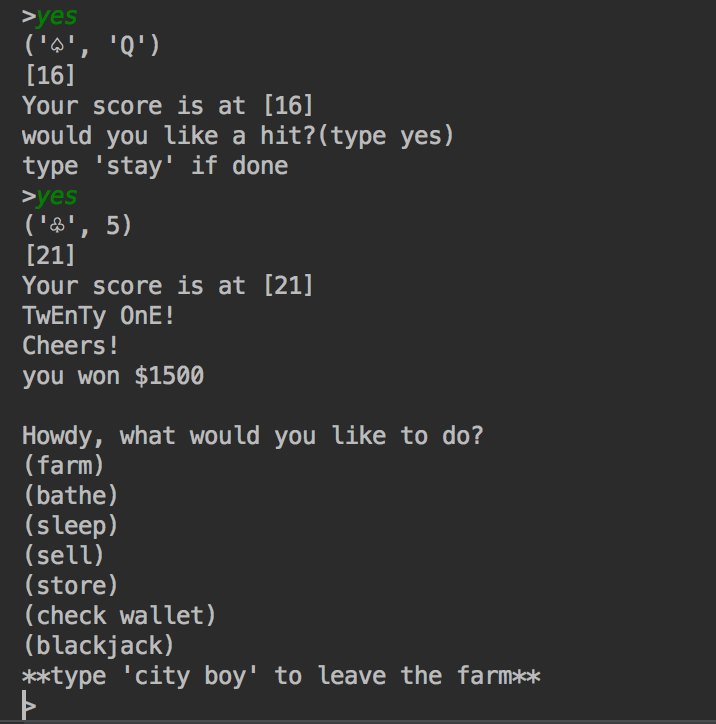 >yes
('♤', 'Q')
[16]
Your score is at [16]
would you like a hit?(type yes)
type 'stay' if done
>yes
('♧', 5)
[21]
Your score is at [21]
TwEnTy OnE!
Cheers!
you won $1500
Howdy, what would you like to do?
(farm)
(bathe)
(sleep)
(sell)
(store)
(check wallet)
(blackjack)
**type 'city boy' to leave the farm**
>